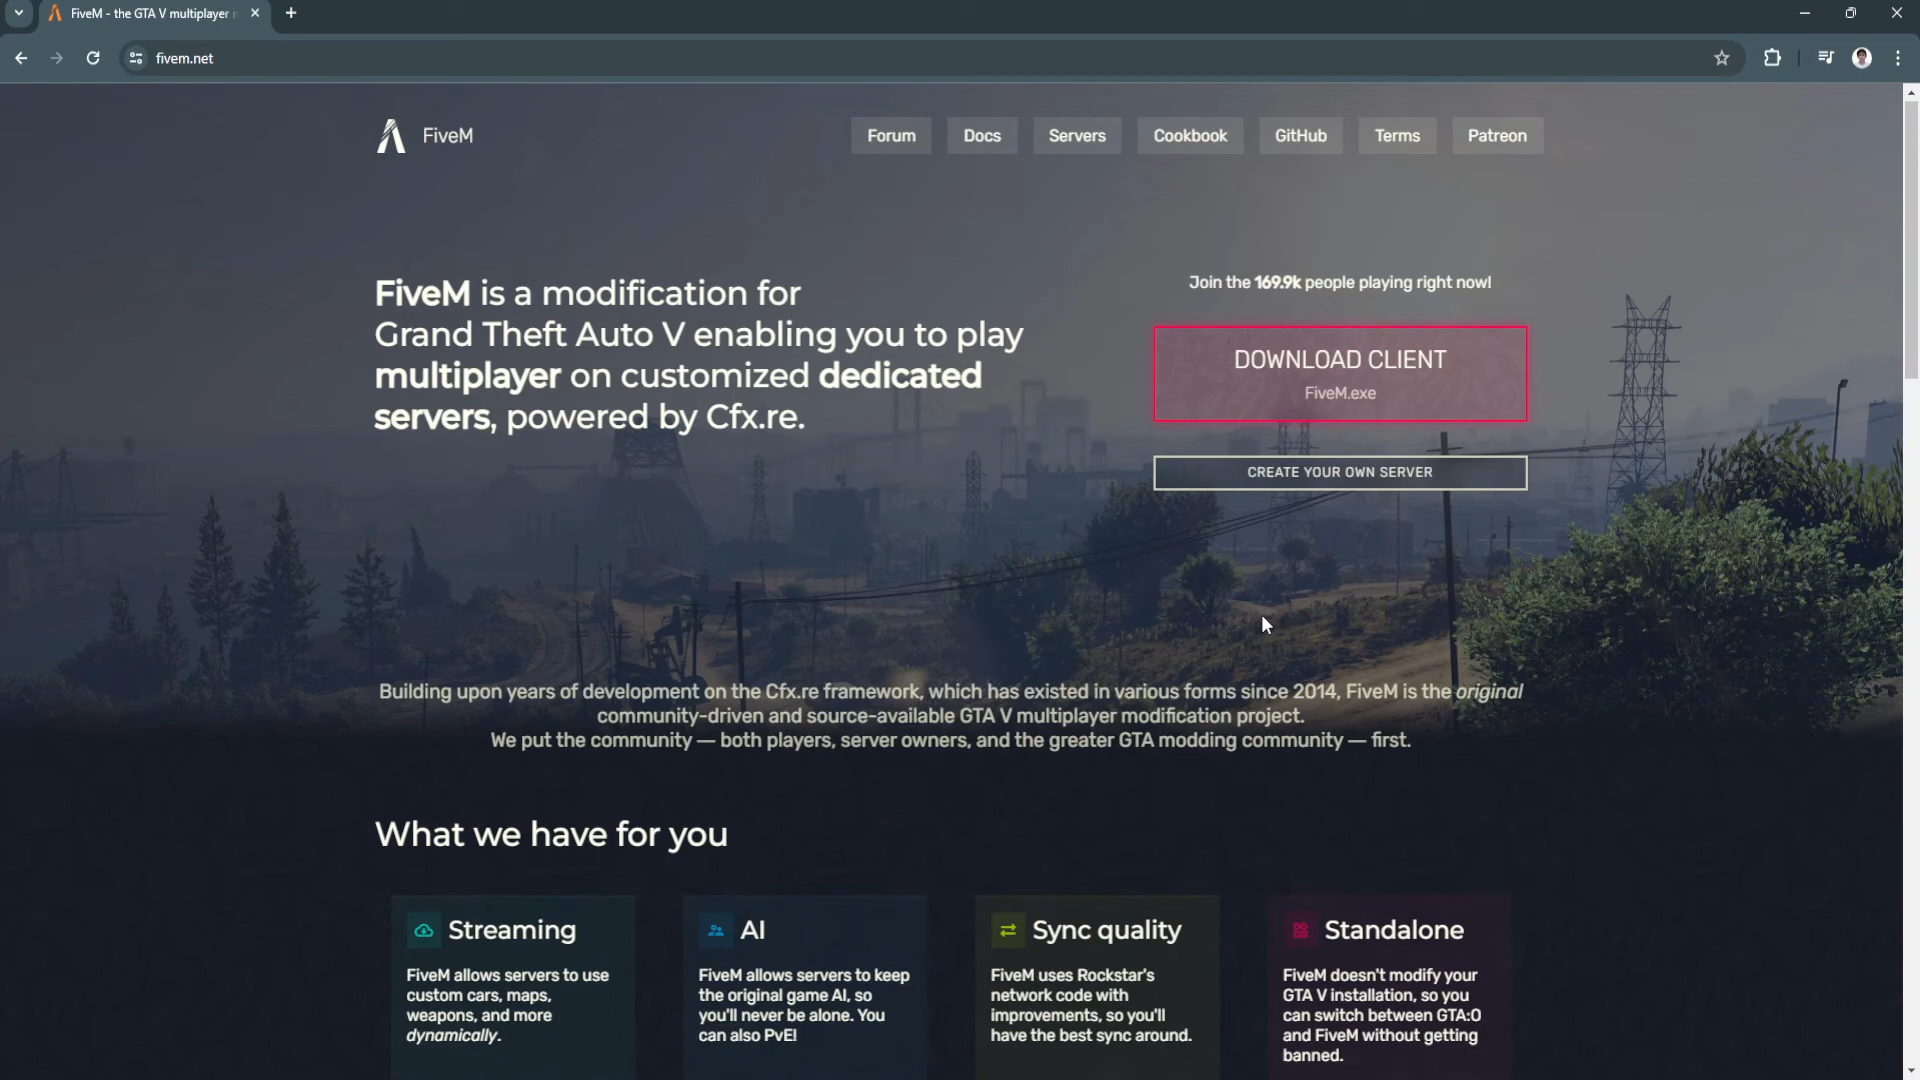 FiveM - the GTA V multiplayer
fivem.net
FiveM
Forum
Docs
Servers
Cookbook
GitHub
Terms
Patreon
FiveM is a modification for
Grand Theft Auto V enabling you to play
multiplayer on customized dedicated
servers, powered by Cfx.re.
Join the 169.9k people playing right now!
DOWNLOAD CLIENT
FiveM.exe
CREATE YOUR OWN SERVER
Building upon years of development on the Cfx.re framework, which has existed in various forms since 2014, FiveM is the original
community-driven and source-available GTA V multiplayer modification project.
We put the community — both players, server owners, and the greater GTA modding community — first.
What we have for you
Streaming
FiveM allows servers to use
custom cars, maps,
weapons, and more
dynamically.
AI
FiveM allows servers to keep
the original game AI, so
you'll never be alone. You
can also PvE!
Sync quality
FiveM uses Rockstar's
network code with
improvements, so you'll
have the best sync around.
Standalone
FiveM doesn't modify your
GTA V installation, so you
can switch between GTA:O
and FiveM without getting
banned.